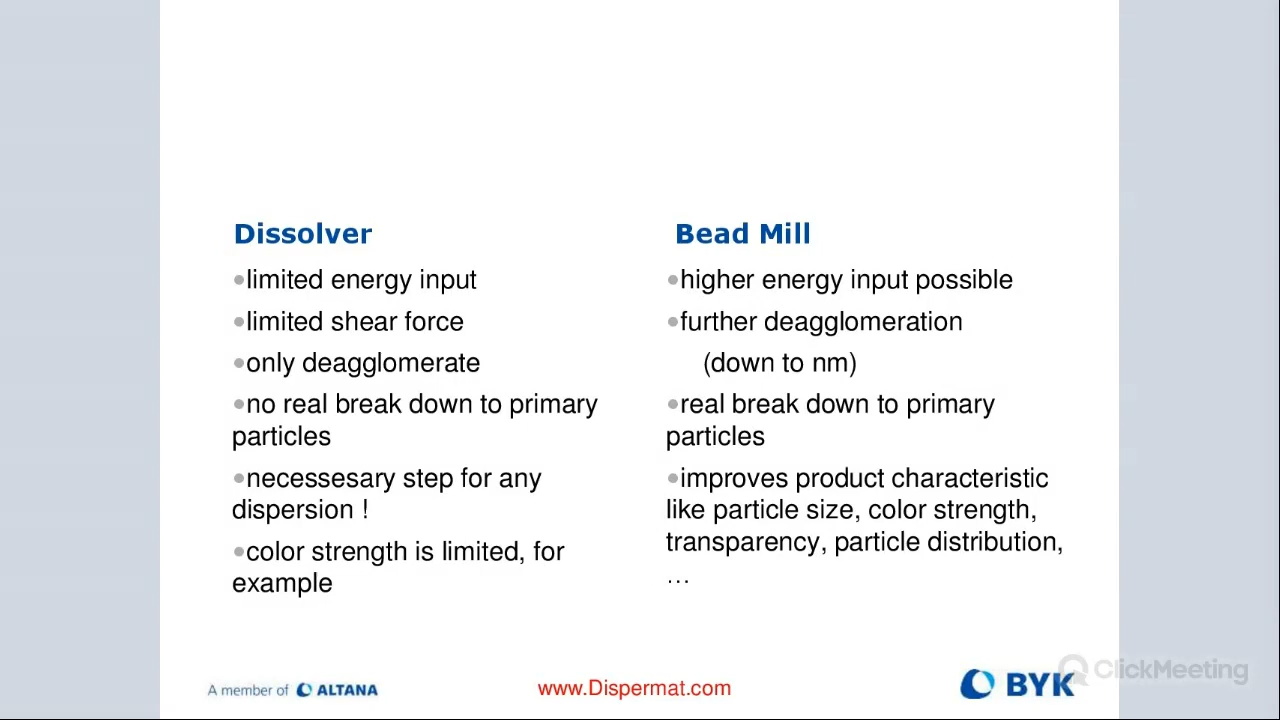 Dissolver
•limited energy input
•limited shear force
•only deagglomerate
•no real break down to primary
particles
•necessesary step for any
dispersion !
•color strength is limited, for
example
Bead Mill
•higher energy input possible
•further deagglomeration
(down to nm)
•real break down to primary
particles
•improves product characteristic
like particle size, color strength,
transparency, particle distribution,
…
A member of ALTANA
www.Dispermat.com
BYK
ClickMeeting